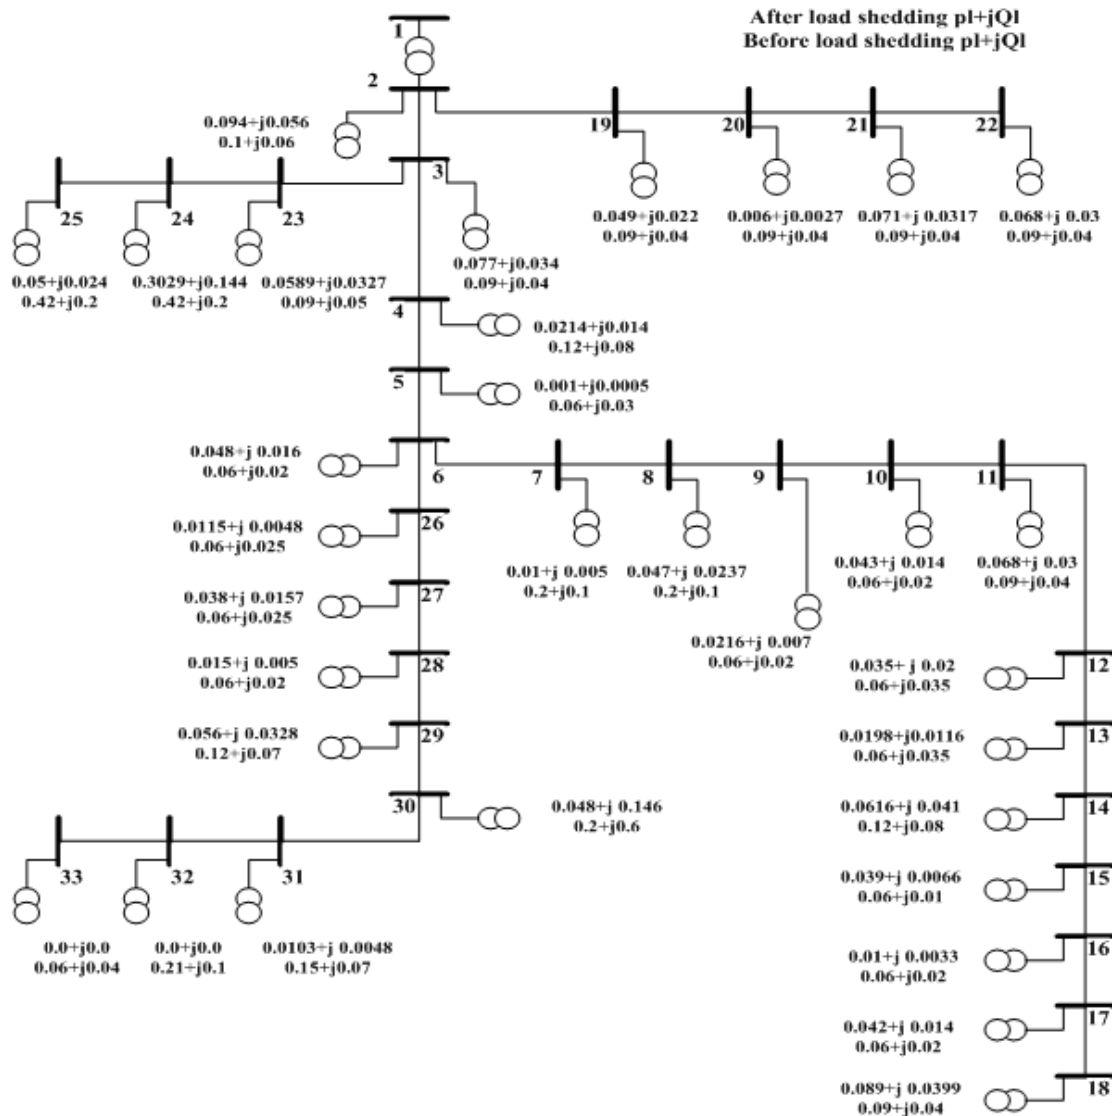 After load shedding pl+jQl
Before load shedding pl+jQl
1
2
0.094+j0.056
0.1+j0.06
19
20
21
22
0.049+j0.022
0.09+j0.04
0.006+j0.0027
0.09+j0.04
0.071+j 0.0317
0.09+j0.04
0.068+j 0.03
0.09+j0.04
3
25
24
23
0.05+j0.024
0.42+j0.2
0.3029+j0.144
0.42+j0.2
0.0589+j0.0327
0.09+j0.05
0.077+j0.034
0.09+j0.04
4
0.0214+j0.014
0.12+j0.08
5
0.001+j0.0005
0.06+j0.03
0.048+j 0.016
0.06+j0.02
6
7
8
9
10
11
0.01+j 0.005
0.2+j0.1
0.047+j 0.0237
0.2+j0.1
0.0216+j 0.007
0.06+j0.02
0.043+j 0.014
0.06+j0.02
0.068+j 0.03
0.09+j0.04
0.0115+j 0.0048
0.06+j0.025
26
0.038+j 0.0157
0.06+j0.025
27
0.015+j 0.005
0.06+j0.02
28
0.056+j 0.0328
0.12+j0.07
29
30
0.048+j 0.146
0.2+j0.6
33
32
31
0.0+j0.0
0.06+j0.04
0.0+j0.0
0.21+j0.1
0.0103+j 0.0048
0.15+j0.07
0.035+ j 0.02
0.06+j0.035
12
0.0198+j0.0116
0.06+j0.035
13
0.0616+j 0.041
0.12+j0.08
14
0.039+j 0.0066
0.06+j0.01
15
0.01+j 0.0033
0.06+j0.02
16
0.042+j 0.014
0.06+j0.02
17
0.089+j 0.0399
0.09+j0.04
18